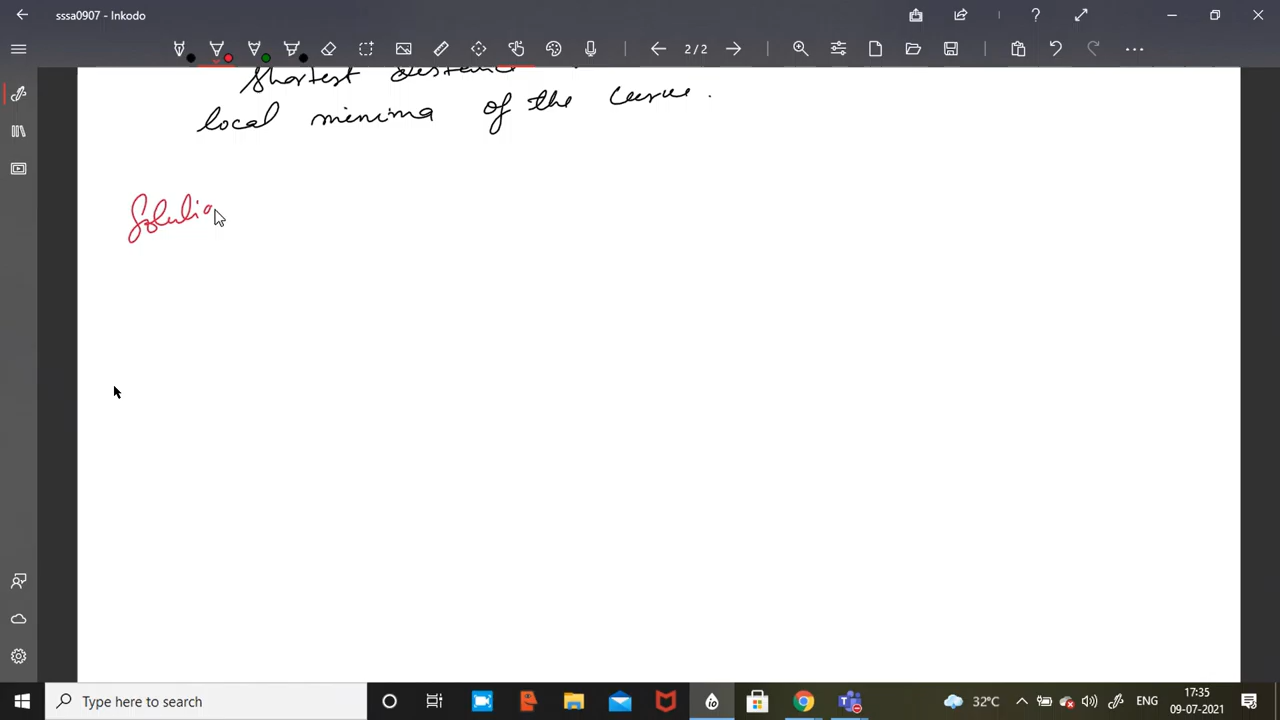 sssa0907 - Inkodo
2/2
Shortest distance
local minima of the curve.
Solutio
Type here to search
32°C
ENG
17:35
09-07-2021